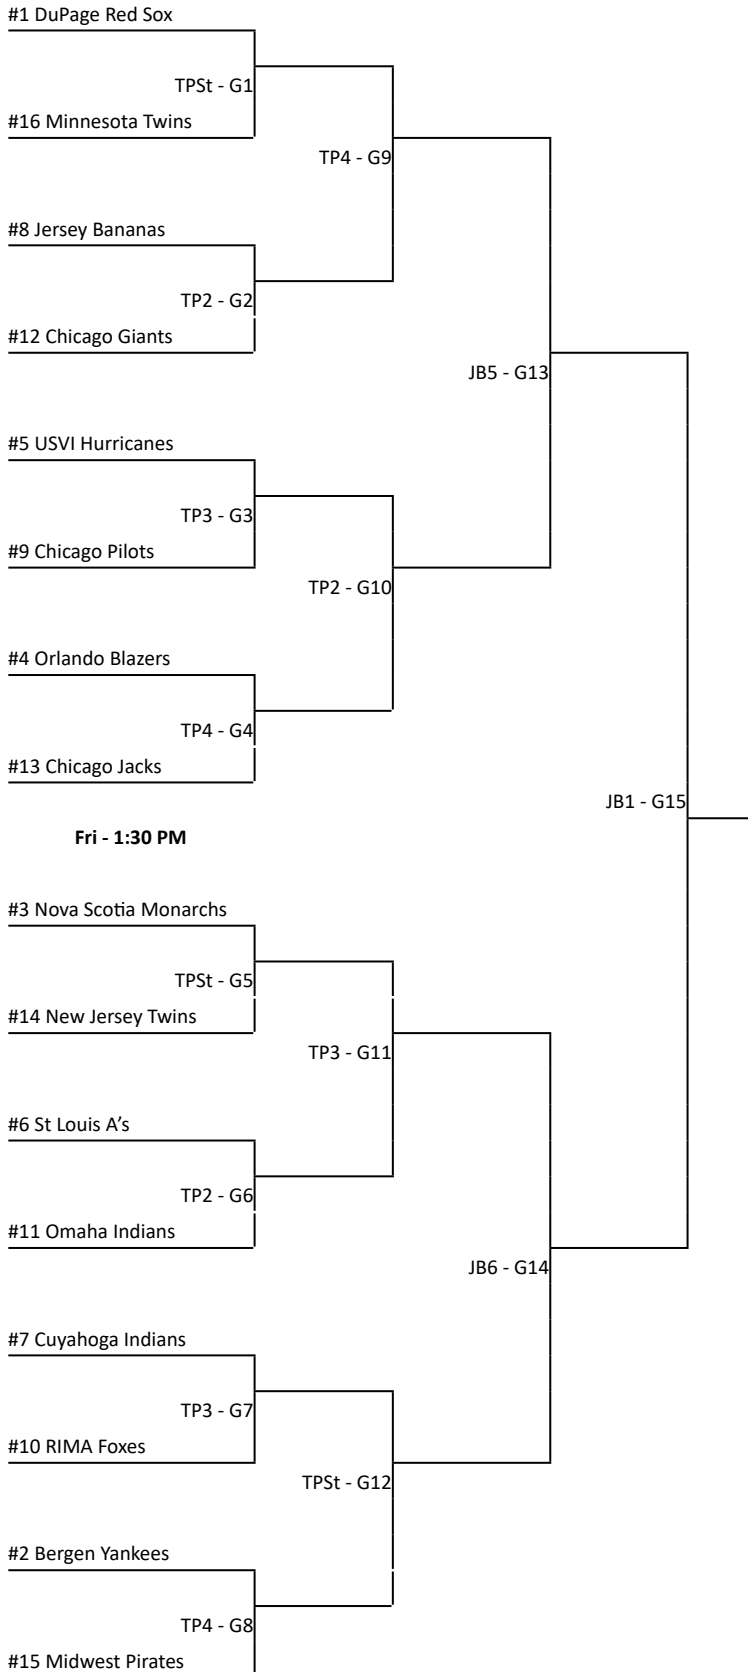 #1 DuPage Red Sox
TPSt - G1
#16 Minnesota Twins
TP4 - G9
#8 Jersey Bananas
TP2 - G2
#12 Chicago Giants
JB5 - G13
#5 USVI Hurricanes
TP3 - G3
#9 Chicago Pilots
TP2 - G10
#4 Orlando Blazers
TP4 - G4
#13 Chicago Jacks
JB1 - G15
Fri - 1:30 PM
#3 Nova Scotia Monarchs
TPSt - G5
#14 New Jersey Twins
TP3 - G11
#6 St Louis A’s
TP2 - G6
#11 Omaha Indians
JB6 - G14
#7 Cuyahoga Indians
TP3 - G7
#10 RIMA Foxes
TPSt - G12
#2 Bergen Yankees
TP4 - G8
#15 Midwest Pirates